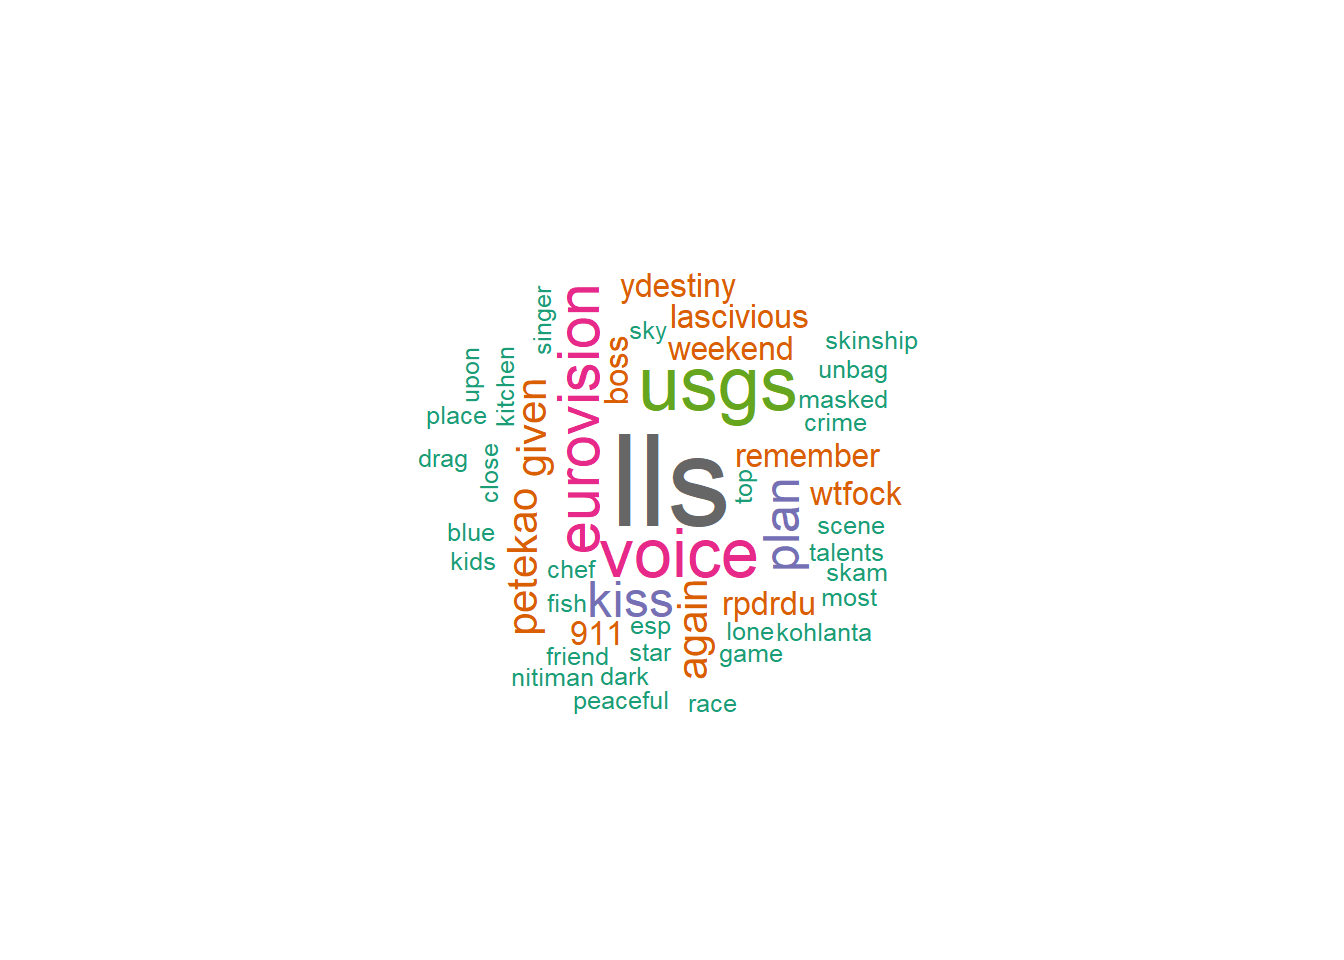 ydestiny
singer
eurovision
lascivious
sky
boss
weekend
skinship
upon
kitchen
usgs
unbag
given
masked
place
crime
drag
close
lls
remember
top
plan
wtfock
petekao
blue
voice
scene
kids
chef
talents
skam
fish
kiss
again
rpdrdu
most
911
esp
lone
kohlanta
friend
star
game
nitiman
dark
peaceful
race